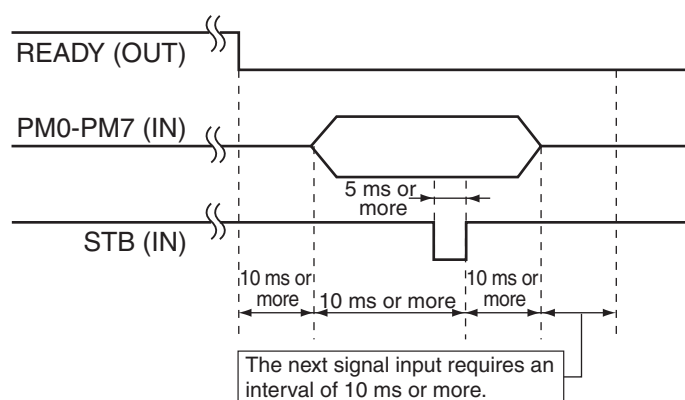 READY (OUT)
PM0-PM7 (IN)
5 ms or
more
STB (IN)
10 ms or
more
10 ms or more
10 ms or
more
The next signal input requires an
interval of 10 ms or more.